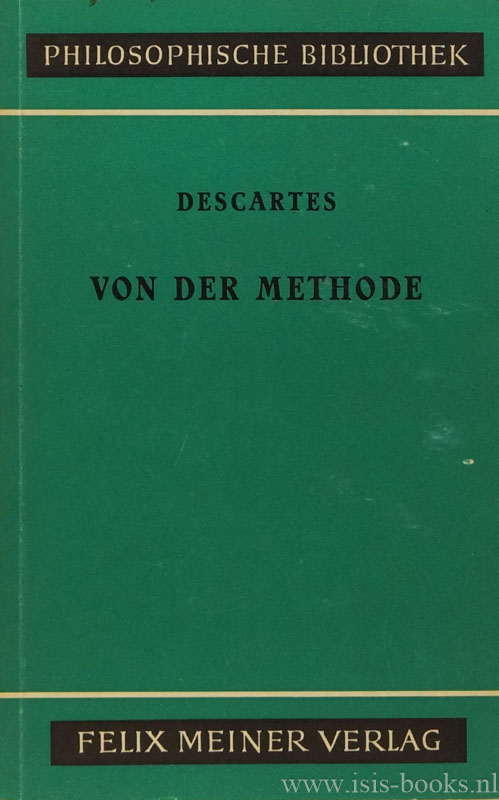 PHILOSOPHISCHE BIBLIOTHEK
DESCARTES
VON DER METHODE
FELIX MEINER VERLAG
www.isis-books.nl